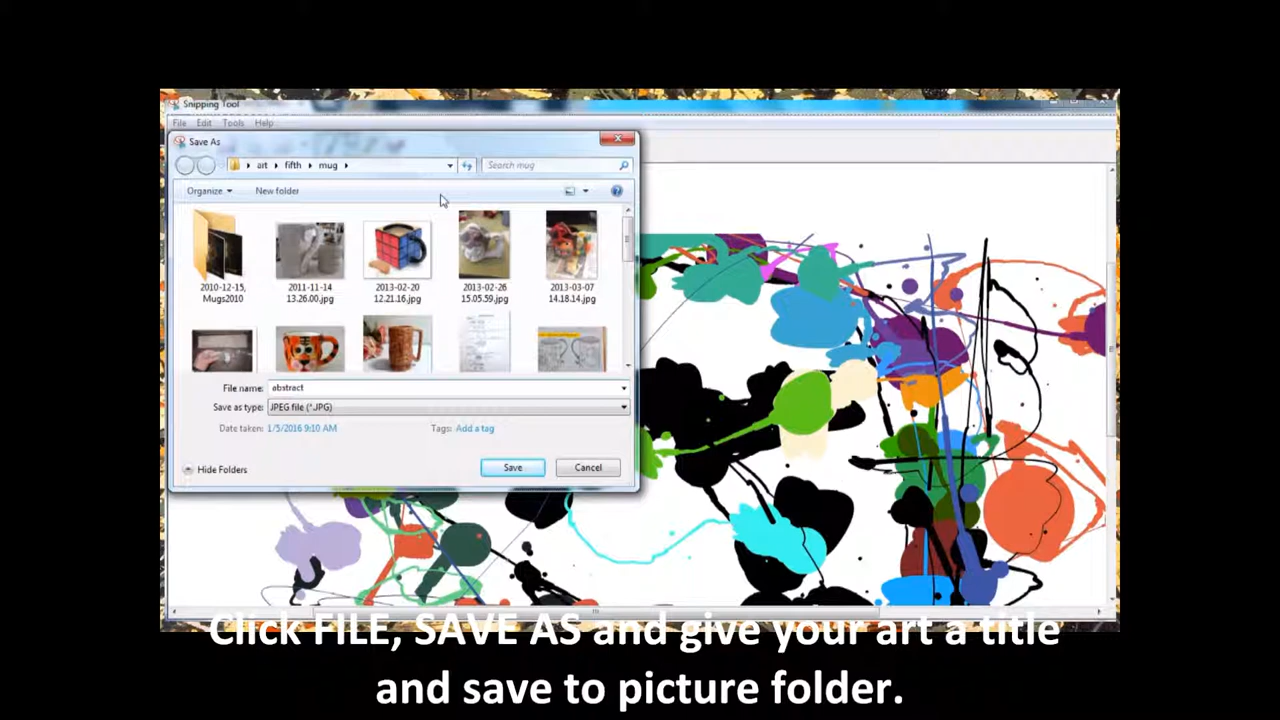 Snipping Tool
File Edit Tools Help
Save As
art fifth mug
Search mug
Organize
New folder
2010-12-15,
Mugs2010
2011-11-14
13.26.00.jpg
2013-02-20
12.21.16.jpg
2013-02-26
15.05.59.jpg
2013-03-07
14.18.14.jpg
File name: abstract
Save as type: JPEG file (*.JPG)
Date taken: 1/5/2016 9:10 AM
Tags: Add a tag
Hide Folders
Save
Cancel
Click FILE, SAVE AS and give your art a title
and save to picture folder.